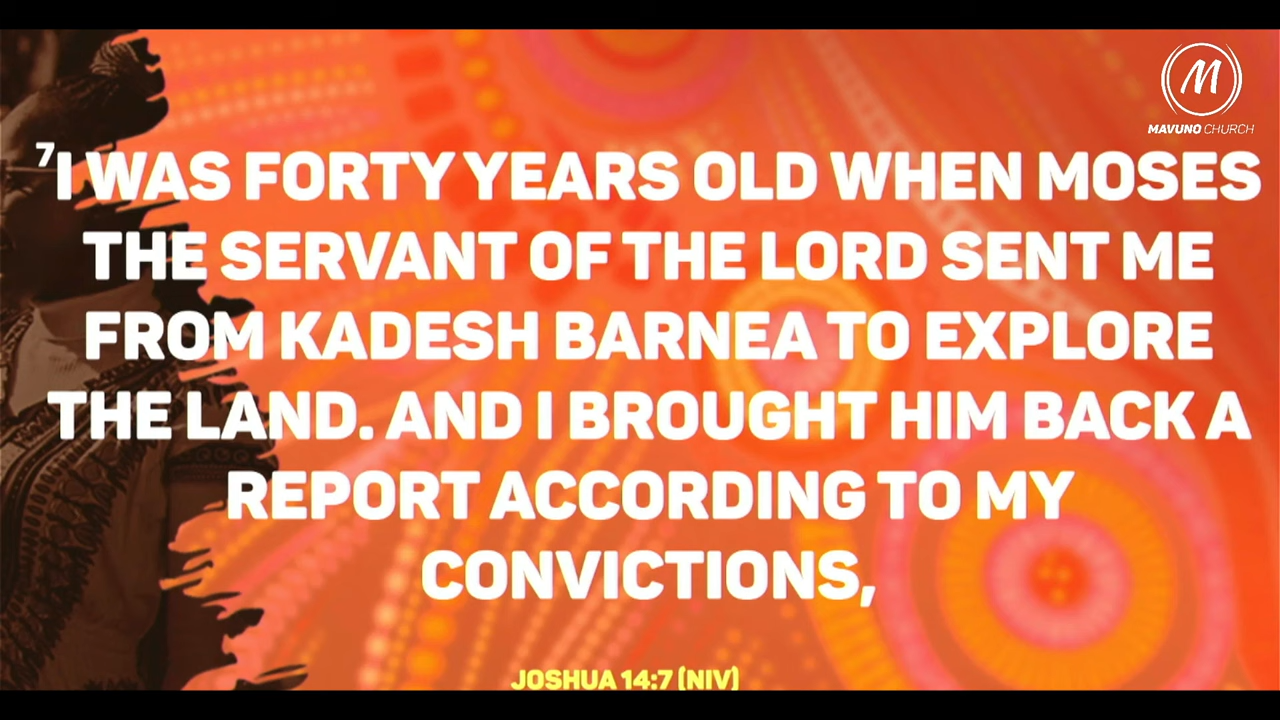 M
MAVUNO CHURCH
⁷I WAS FORTY YEARS OLD WHEN MOSES
THE SERVANT OF THE LORD SENT ME
FROM KADESH BARNEA TO EXPLORE
THE LAND. AND I BROUGHT HIM BACK A
REPORT ACCORDING TO MY
CONVICTIONS,
JOSHUA 14:7 (NIV)